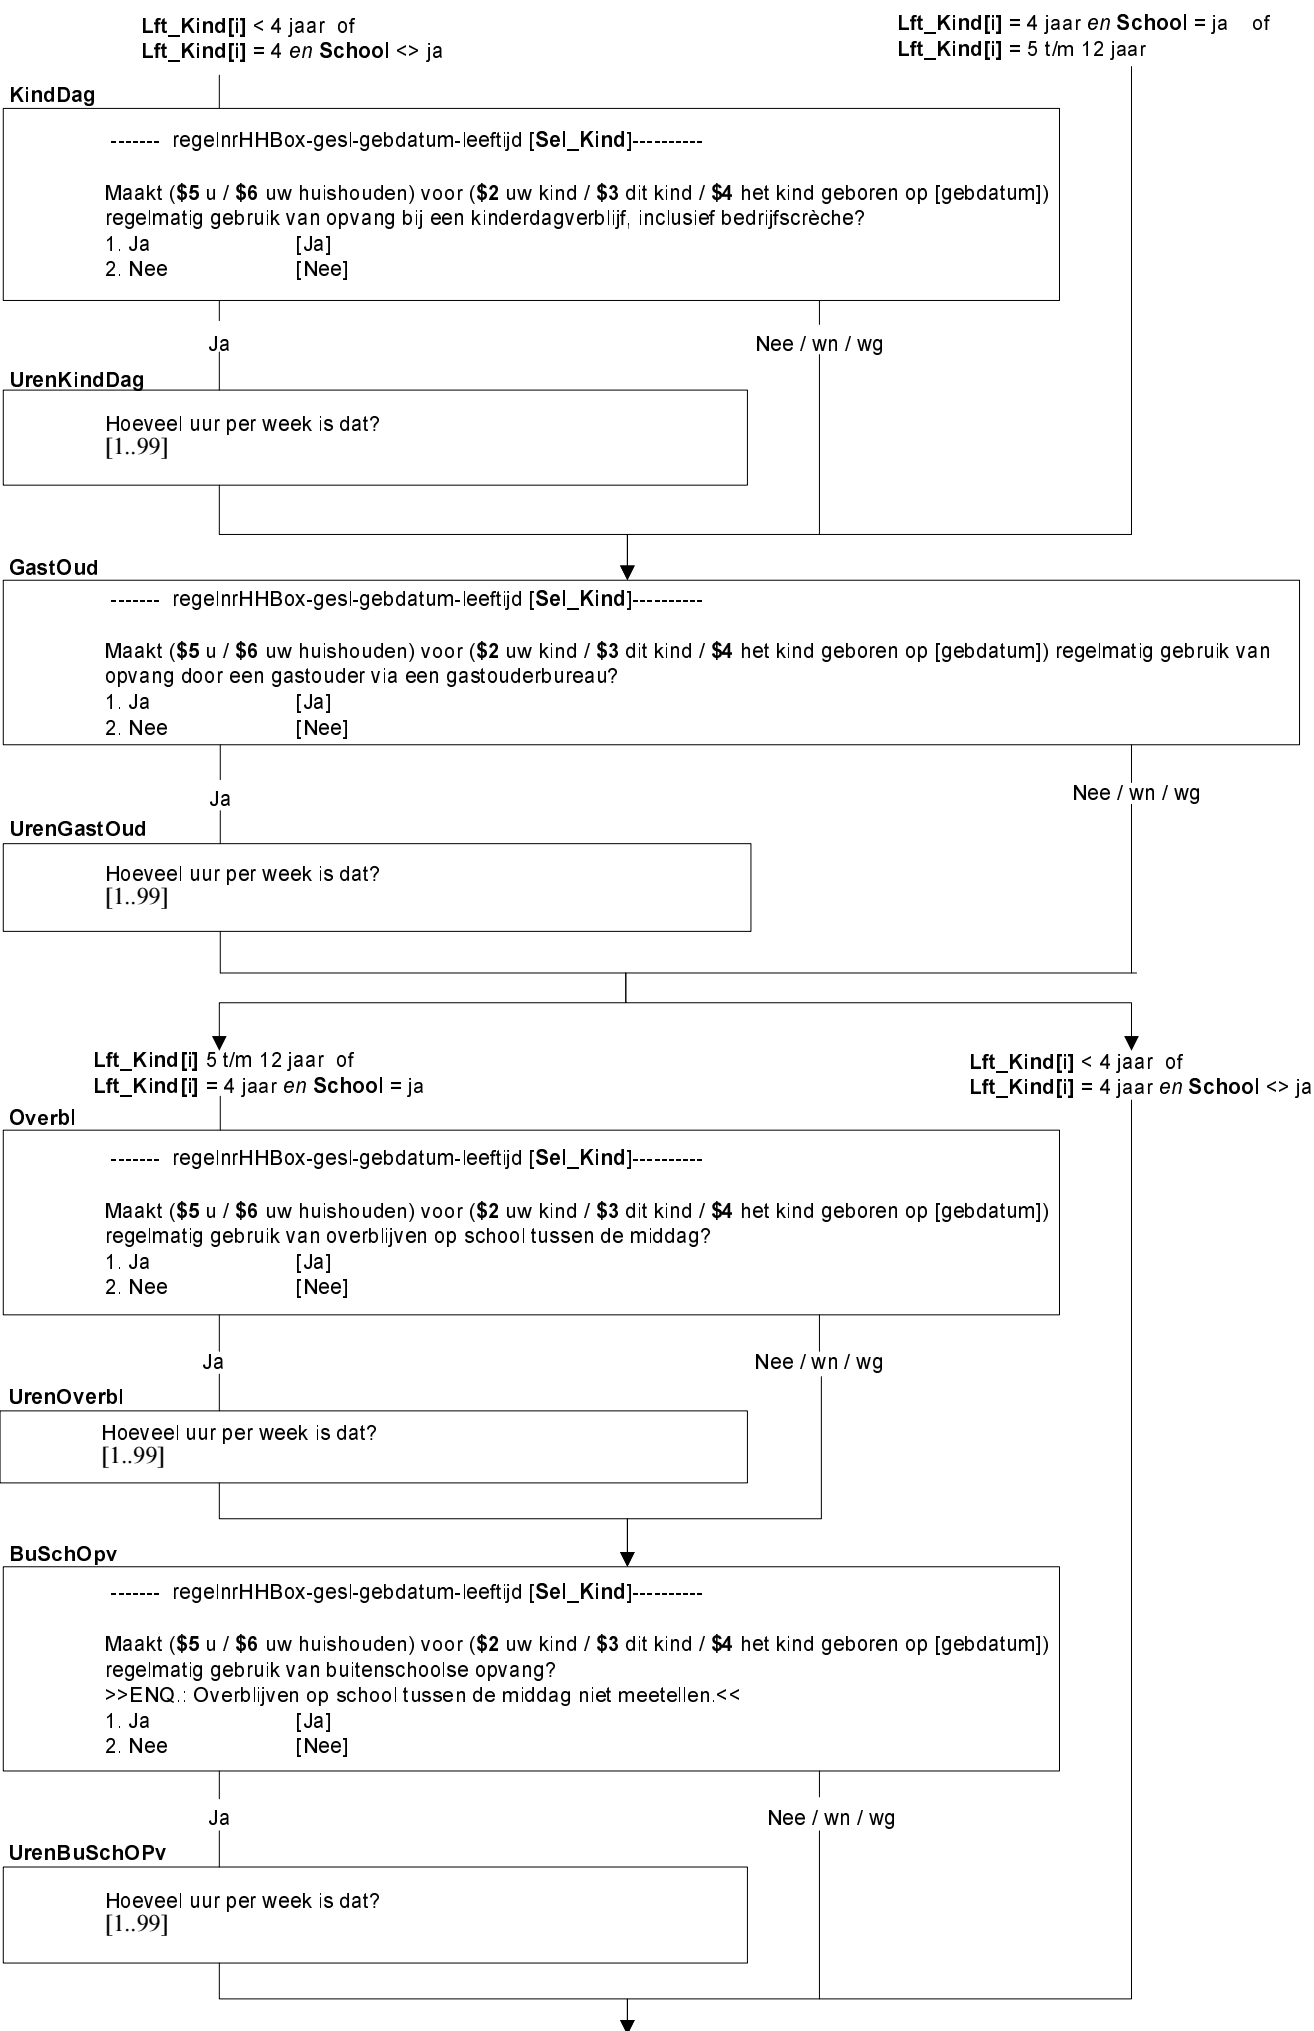 Lft_Kind[i] < 4 jaar of
Lft_Kind[i] = 4 en School <> ja
Lft_Kind[i] = 4 jaar en School = ja of
Lft_Kind[i] = 5 t/m 12 jaar
KindDag
------- regelnrHHBox-gesl-gebdatum-leeftijd [Sel_Kind]----------
Maakt ($5 u / $6 uw huishouden) voor ($2 uw kind / $3 dit kind / $4 het kind geboren op [gebdatum])
regelmatig gebruik van opvang bij een kinderdagverblijf, inclusief bedrijfscrèche?
1. Ja [Ja]
2. Nee [Nee]
Ja
Nee / wn / wg
UrenKindDag
Hoeveel uur per week is dat?
[1..99]
GastOud
------- regelnrHHBox-gesl-gebdatum-leeftijd [Sel_Kind]----------
Maakt ($5 u / $6 uw huishouden) voor ($2 uw kind / $3 dit kind / $4 het kind geboren op [gebdatum]) regelmatig gebruik van
opvang door een gastouder via een gastouderbureau?
1. Ja [Ja]
2. Nee [Nee]
Ja
Nee / wn / wg
UrenGastOud
Hoeveel uur per week is dat?
[1..99]
Lft_Kind[i] 5 t/m 12 jaar of
Lft_Kind[i] = 4 jaar en School = ja
Lft_Kind[i] < 4 jaar of
Lft_Kind[i] = 4 jaar en School <> ja
Overbl
------- regelnrHHBox-gesl-gebdatum-leeftijd [Sel_Kind]----------
Maakt ($5 u / $6 uw huishouden) voor ($2 uw kind / $3 dit kind / $4 het kind geboren op [gebdatum])
regelmatig gebruik van overblijven op school tussen de middag?
1. Ja [Ja]
2. Nee [Nee]
Ja
Nee / wn / wg
UrenOverbl
Hoeveel uur per week is dat?
[1..99]
BuSchOpv
------- regelnrHHBox-gesl-gebdatum-leeftijd [Sel_Kind]----------
Maakt ($5 u / $6 uw huishouden) voor ($2 uw kind / $3 dit kind / $4 het kind geboren op [gebdatum])
regelmatig gebruik van buitenschoolse opvang?
>>ENQ.: Overblijven op school tussen de middag niet meetellen.<<
1. Ja [Ja]
2. Nee [Nee]
Ja
Nee / wn / wg
UrenBuSchOPv
Hoeveel uur per week is dat?
[1..99]